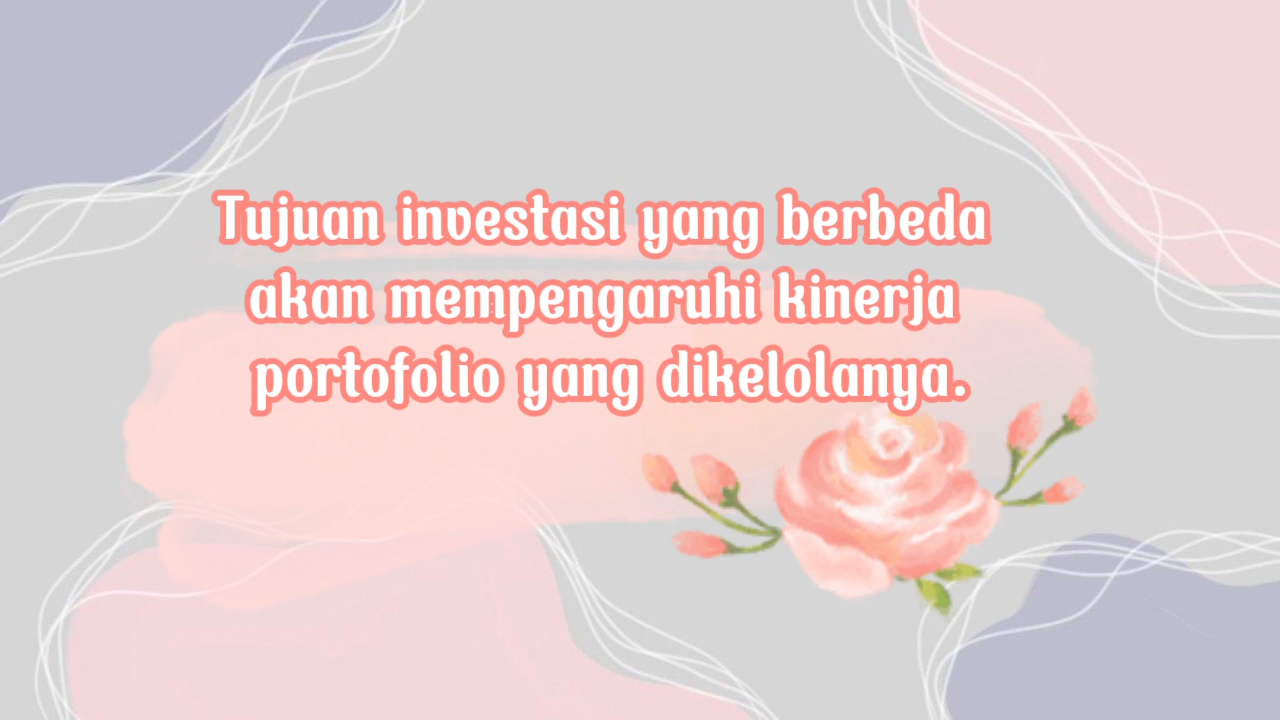 Tujuan investasi yang berbeda
akan mempengaruhi kinerja
portofolio yang dikelolanya.